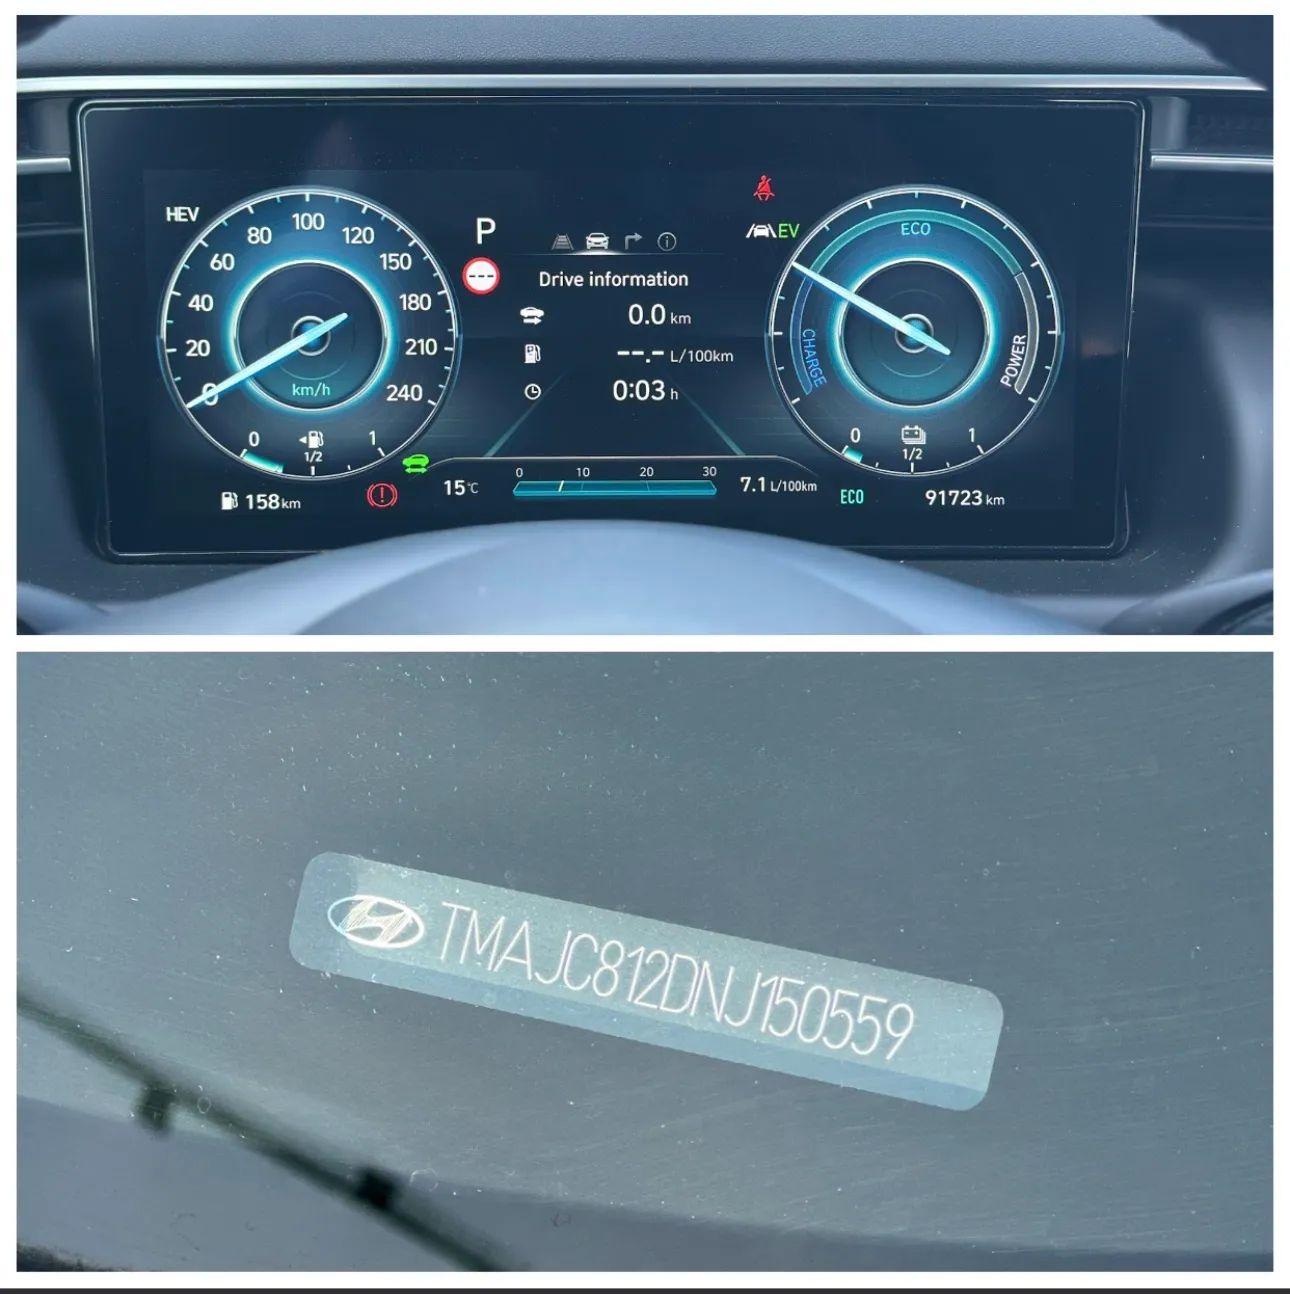 HEV
0
20
40
60
80
100
120
150
180
210
240
km/h
0
1/2
1
158 km
P
---
Drive information
0.0 km
--.- L/100km
0:03 h
15°C
0 10 20 30
7.1 L/100km
EV
ECO
CHARGE
POWER
0
1/2
1
ECO
91723 km
TMAJC812DNJ150559